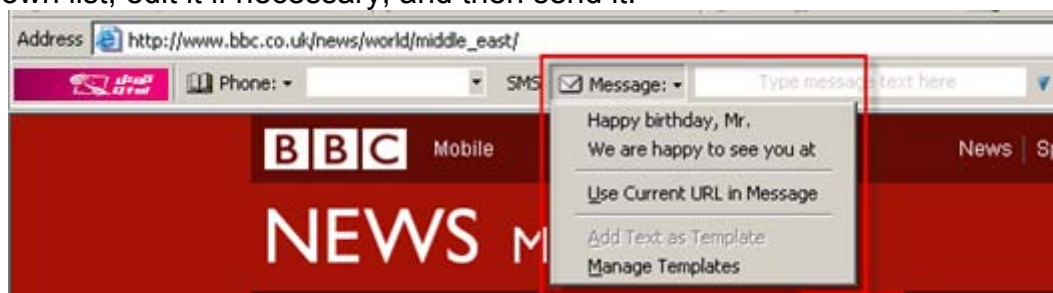 own list, edit it if necessary, and then send it.
Address http://www.bbc.co.uk/news/world/middle_east/
Phone: SMS Message: Type message text here
Happy birthday, Mr.
BBC Mobile We are happy to see you at News
Use Current URL in Message
NEWS M
Add Text as Template
Manage Templates